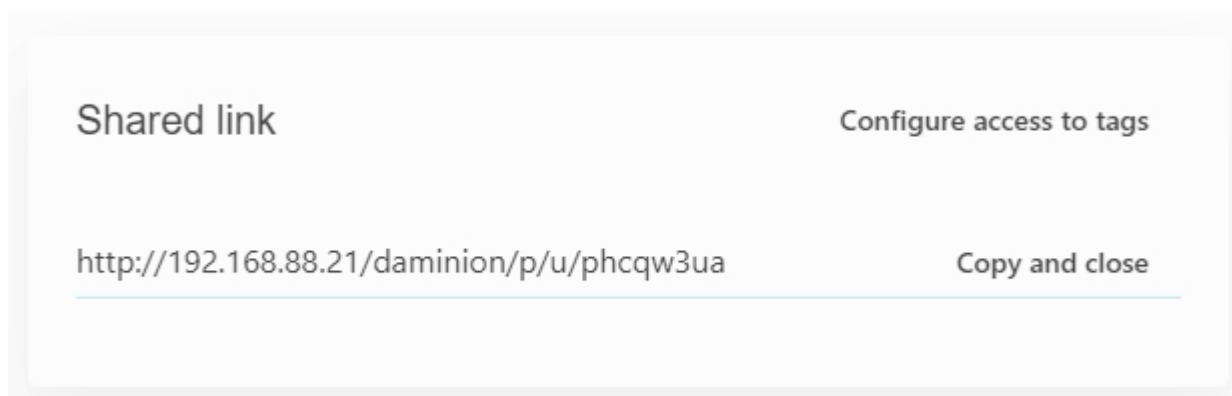 Shared link
Configure access to tags
http://192.168.88.21/daminion/p/u/phcqw3ua
Copy and close